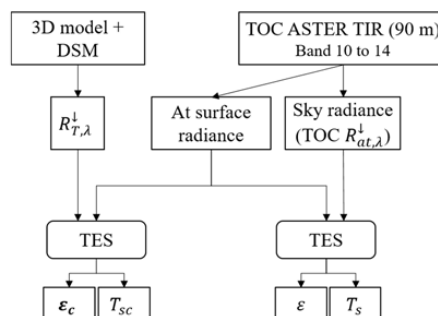 3D model +
DSM
TOC ASTER TIR (90 m)
Band 10 to 14
R↓T,λ
At surface
radiance
Sky radiance
(TOC R↓at,λ)
TES
TES
εc
Tsc
ε
Ts